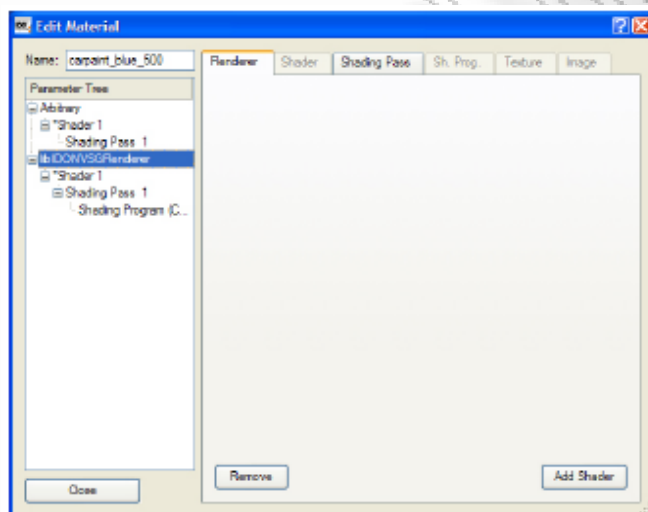 Edit Material
Name: carpaint_blue_500
Renderer Shader Shading Pass Sh. Prog. Texture Image
Parameter Tree
Arbitrary
*Shader 1
Shading Pass 1
libIDONVSGRenderer
*Shader 1
Shading Pass 1
Shading Program (C...
Remove Add Shader
Close